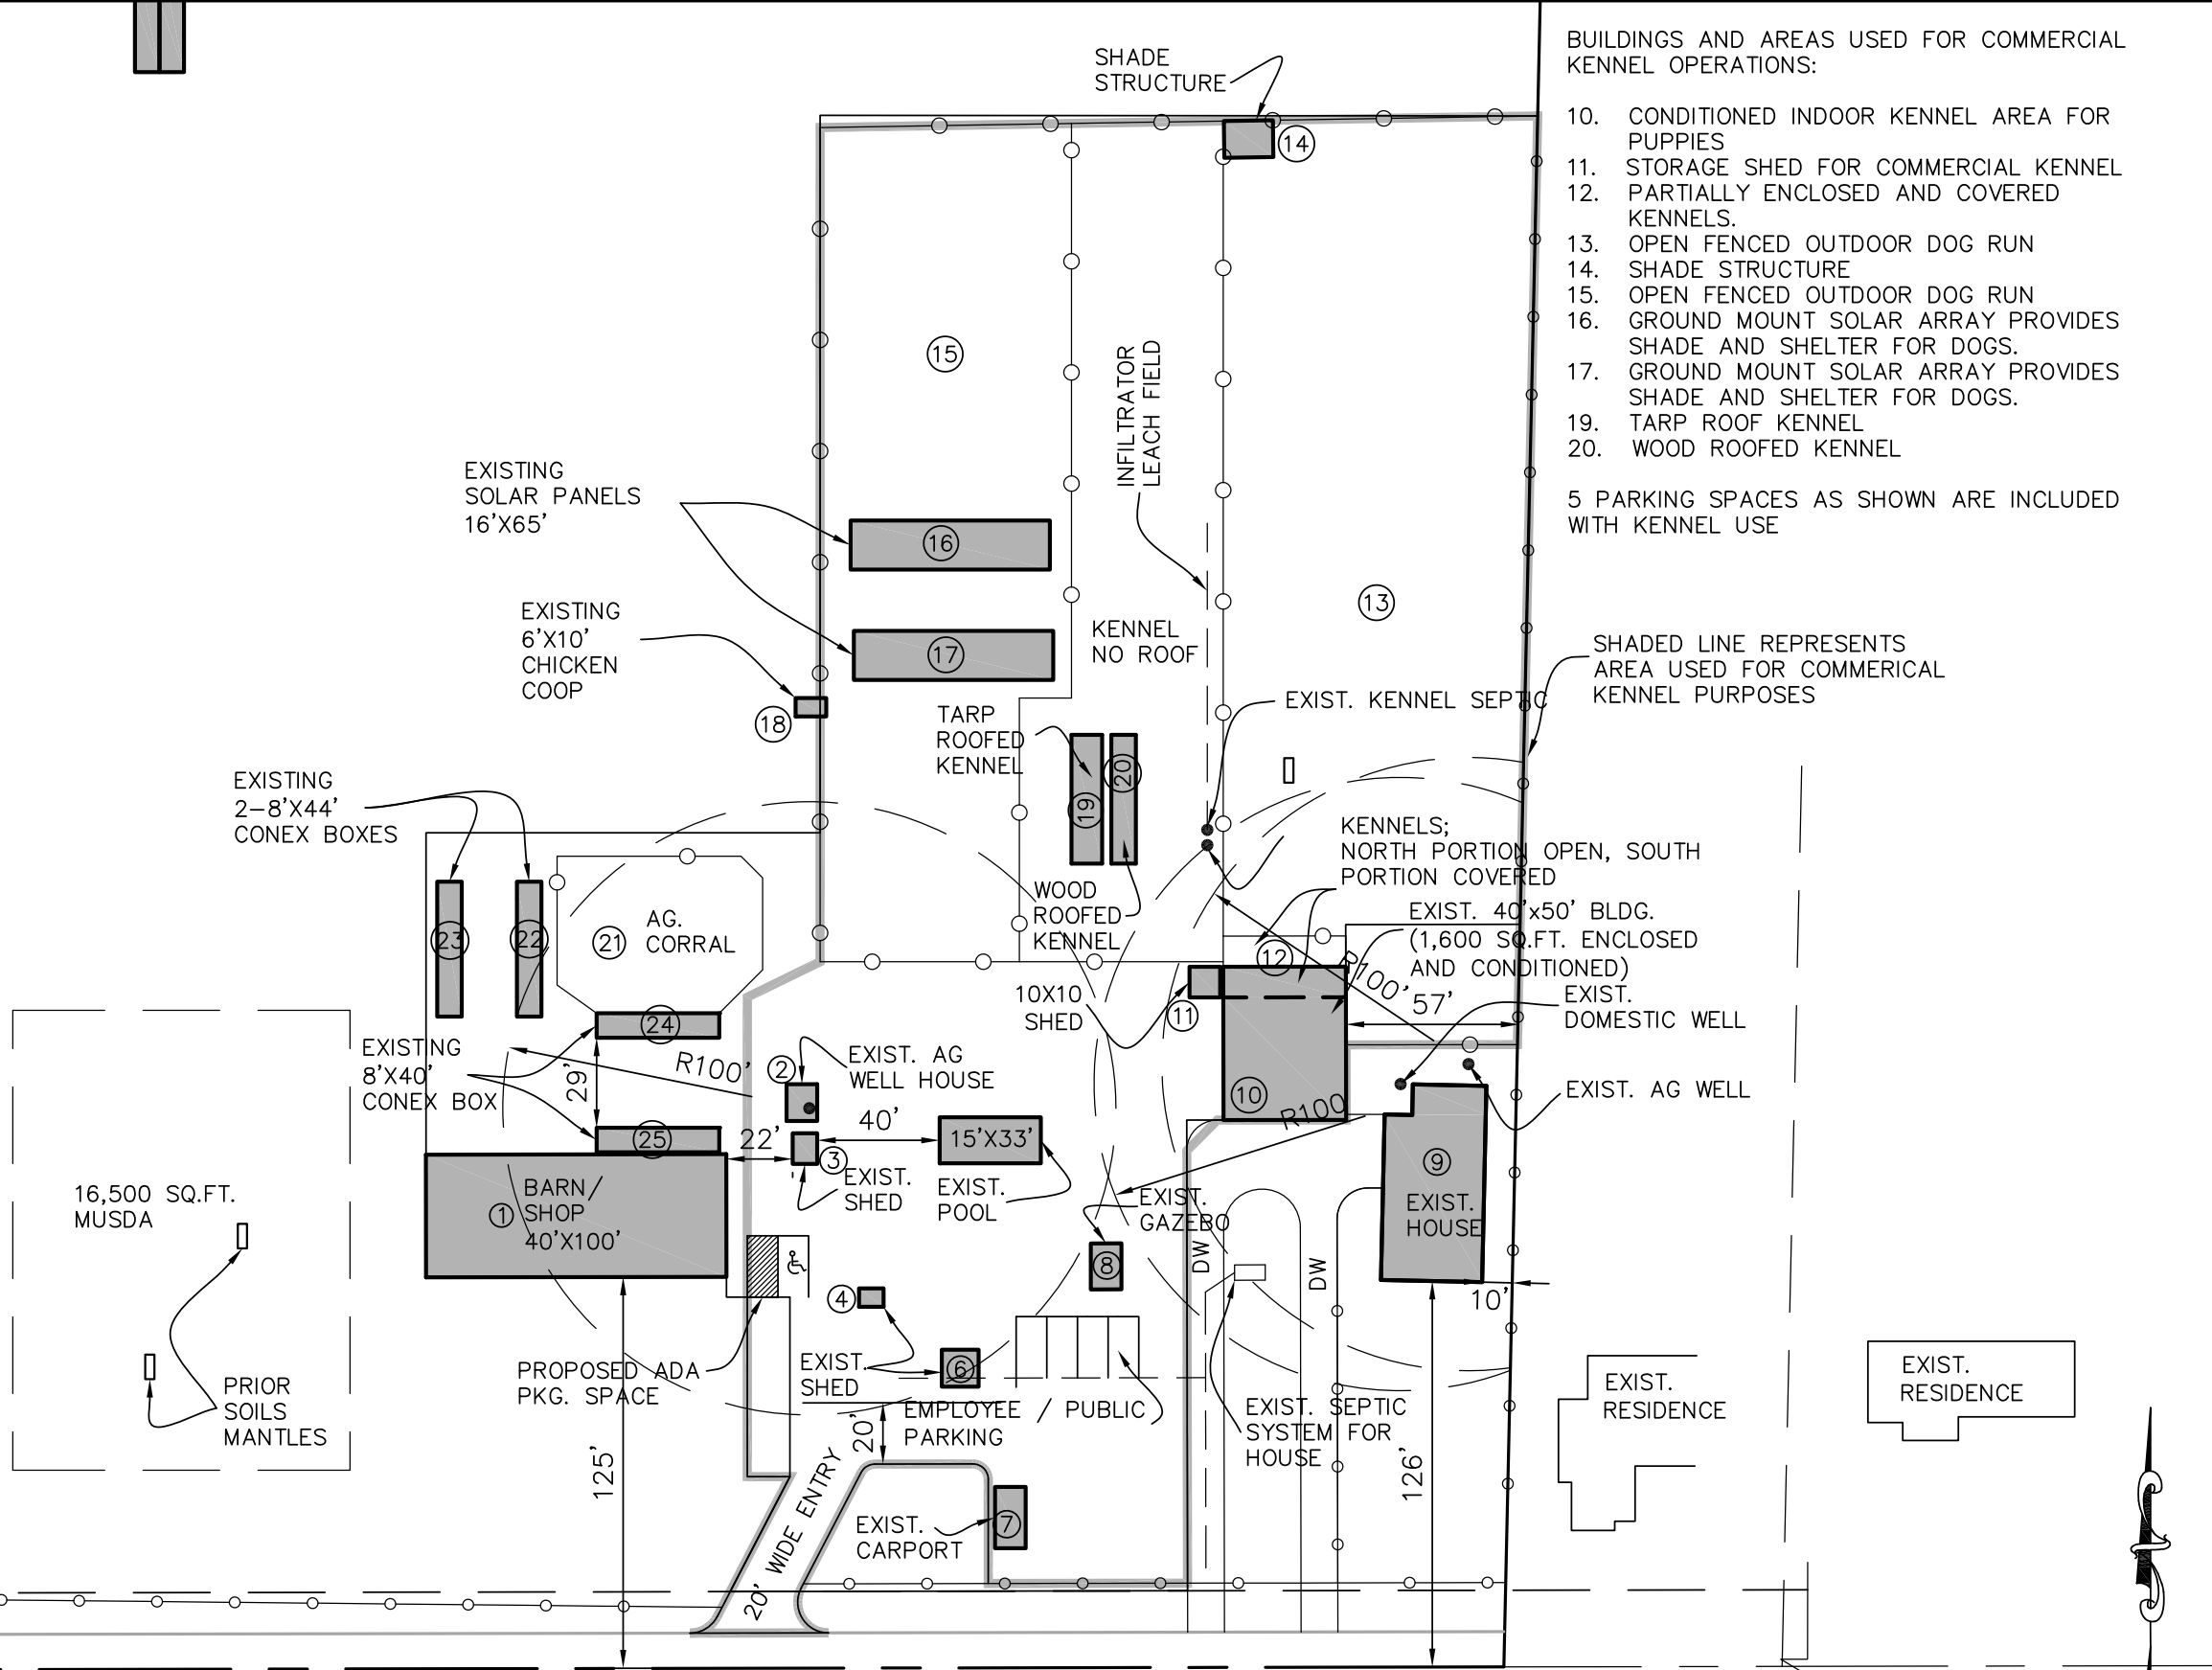 BUILDINGS AND AREAS USED FOR COMMERCIAL
KENNEL OPERATIONS:
10. CONDITIONED INDOOR KENNEL AREA FOR
PUPPIES
11. STORAGE SHED FOR COMMERCIAL KENNEL
12. PARTIALLY ENCLOSED AND COVERED
KENNELS.
13. OPEN FENCED OUTDOOR DOG RUN
14. SHADE STRUCTURE
15. OPEN FENCED OUTDOOR DOG RUN
16. GROUND MOUNT SOLAR ARRAY PROVIDES
SHADE AND SHELTER FOR DOGS.
17. GROUND MOUNT SOLAR ARRAY PROVIDES
SHADE AND SHELTER FOR DOGS.
19. TARP ROOF KENNEL
20. WOOD ROOFED KENNEL
5 PARKING SPACES AS SHOWN ARE INCLUDED
WITH KENNEL USE
SHADE
STRUCTURE
14
15
INFILTRATOR
LEACH FIELD
EXISTING
SOLAR PANELS
16'X65'
16
13
EXISTING
6'X10'
CHICKEN
COOP
17
KENNEL
NO ROOF
SHADED LINE REPRESENTS
AREA USED FOR COMMERICAL
KENNEL PURPOSES
18
EXIST. KENNEL SEPTIC
TARP
ROOFED
KENNEL
19
20
EXISTING
2-8'X44'
CONEX BOXES
KENNELS;
NORTH PORTION OPEN, SOUTH
PORTION COVERED
WOOD
ROOFED
KENNEL
EXIST. 40'x50' BLDG.
(1,600 SQ.FT. ENCLOSED
AND CONDITIONED)
23
22
21
AG.
CORRAL
12
R100'
57'
10X10
SHED
11
EXIST.
DOMESTIC WELL
24
EXISTING
8'X40'
CONEX BOX
29'
R100'
2
EXIST. AG
WELL HOUSE
10
R100
EXIST. AG WELL
25
22'
40'
15'X33'
3
EXIST.
SHED
EXIST.
POOL
9
EXIST.
HOUSE
16,500 SQ.FT.
MUSDA
1
BARN/
SHOP
40'X100'
EXIST.
GAZEBO
8
DW
DW
4
10'
PROPOSED ADA
PKG. SPACE
EXIST.
SHED
6
PRIOR
SOILS
MANTLES
EMPLOYEE / PUBLIC
PARKING
20'
EXIST. SEPTIC
SYSTEM FOR
HOUSE
EXIST.
RESIDENCE
EXIST.
RESIDENCE
125'
126'
20' WIDE ENTRY
EXIST.
CARPORT
7